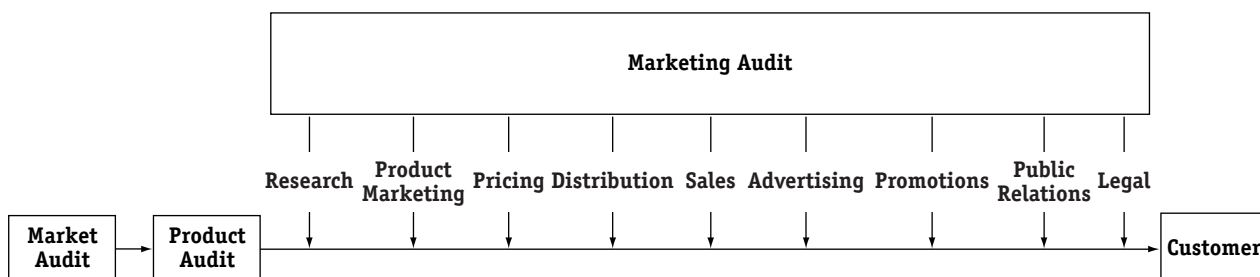 Marketing Audit
Research
Product
Marketing
Pricing
Distribution
Sales
Advertising
Promotions
Public
Relations
Legal
Market
Audit
Product
Audit
Customer